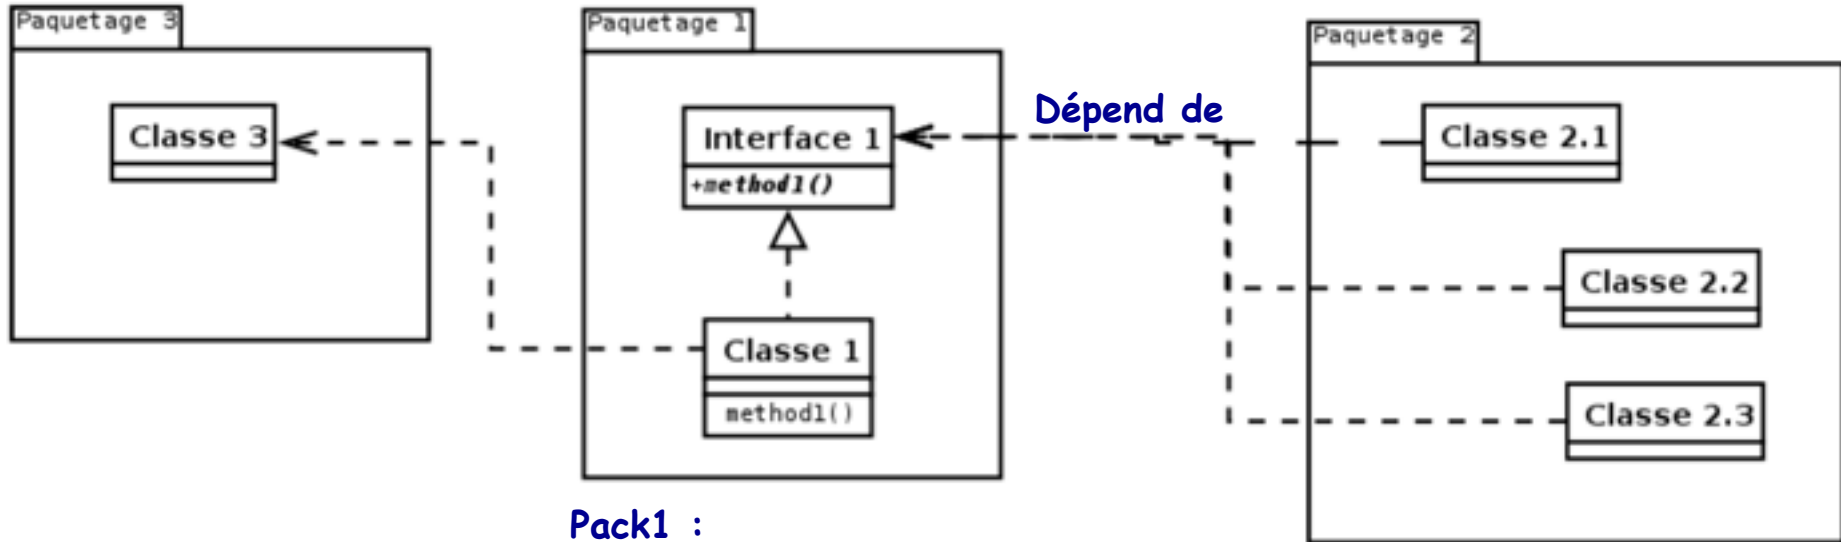 Paquetage 3
Classe 3
Paquetage 1
Interface 1
+method1()
Classe 1
method1()
Dépend de
Paquetage 2
Classe 2.1
Classe 2.2
Classe 2.3
Pack1 :